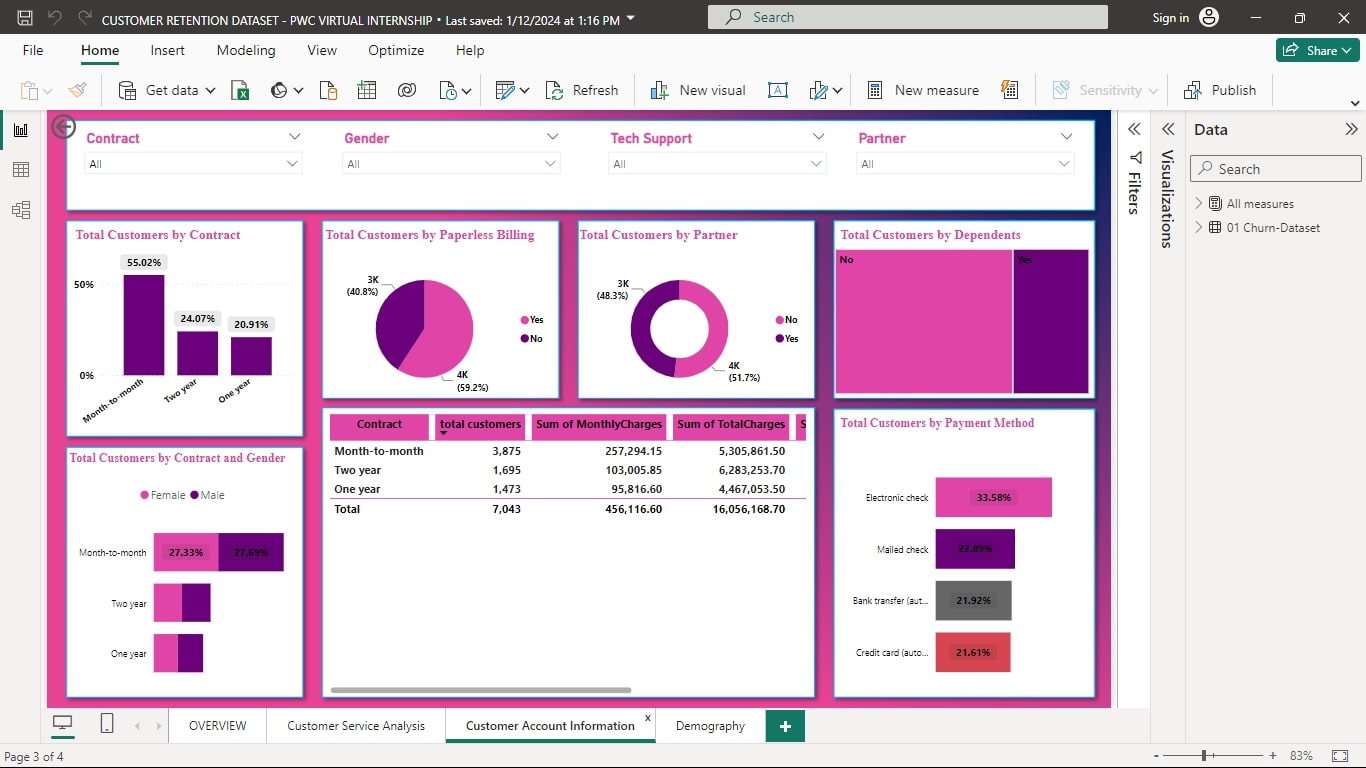 CUSTOMER RETENTION DATASET - PWC VIRTUAL INTERNSHIP • Last saved: 1/12/2024 at 1:16 PM
Search
Sign in
File Home Insert Modeling View Optimize Help
Share
Get data
Refresh
New visual
A
New measure
Sensitivity
Publish
Contract Gender Tech Support Partner
All All All All
Filters
Visualizations
Data
Search
All measures
01 Churn-Dataset
Total Customers by Contract
55.02%
50%
24.07%
20.91%
0%
Month-to-month
Two year
One year
Total Customers by Paperless Billing
3K
(40.8%)
Yes
No
4K
(59.2%)
Total Customers by Partner
3K
(48.3%)
No
Yes
4K
(51.7%)
Total Customers by Dependents
No Yes
Total Customers by Contract and Gender
Female Male
Month-to-month 27.33% 27.69%
Two year
One year
Contract total customers Sum of MonthlyCharges Sum of TotalCharges S
Month-to-month 3,875 257,294.15 5,305,861.50
Two year 1,695 103,005.85 6,283,253.70
One year 1,473 95,816.60 4,467,053.50
Total 7,043 456,116.60 16,056,168.70
Total Customers by Payment Method
Electronic check 33.58%
Mailed check 22.89%
Bank transfer (aut... 21.92%
Credit card (auto... 21.61%
OVERVIEW Customer Service Analysis Customer Account Information x Demography +
Page 3 of 4
- + 83%